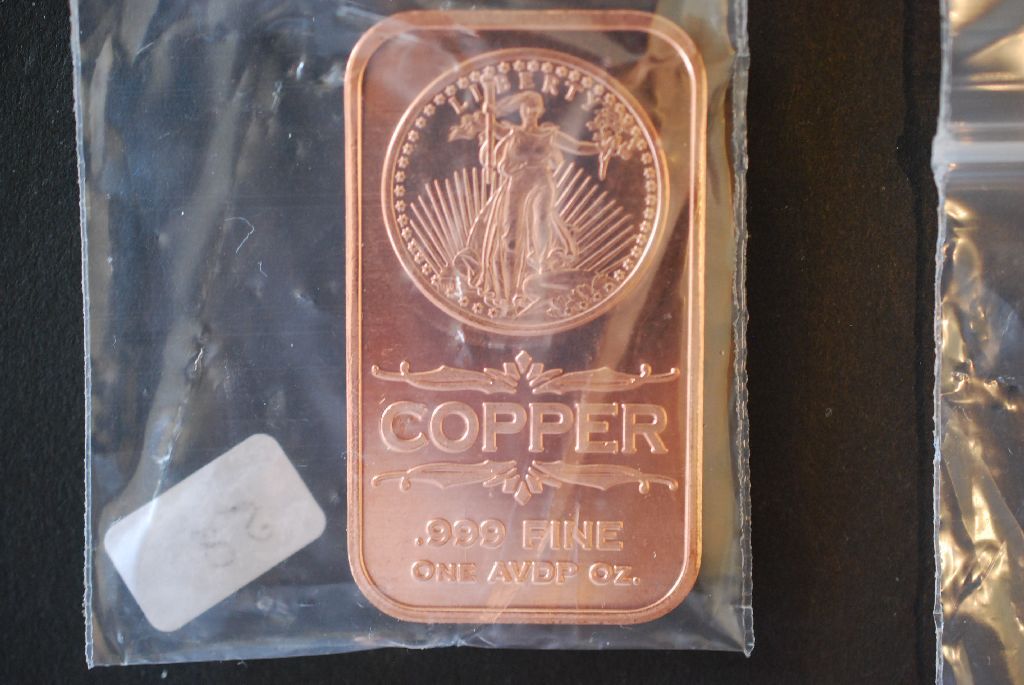 LIBERTY
COPPER
.999 FINE
ONE AVDP OZ.